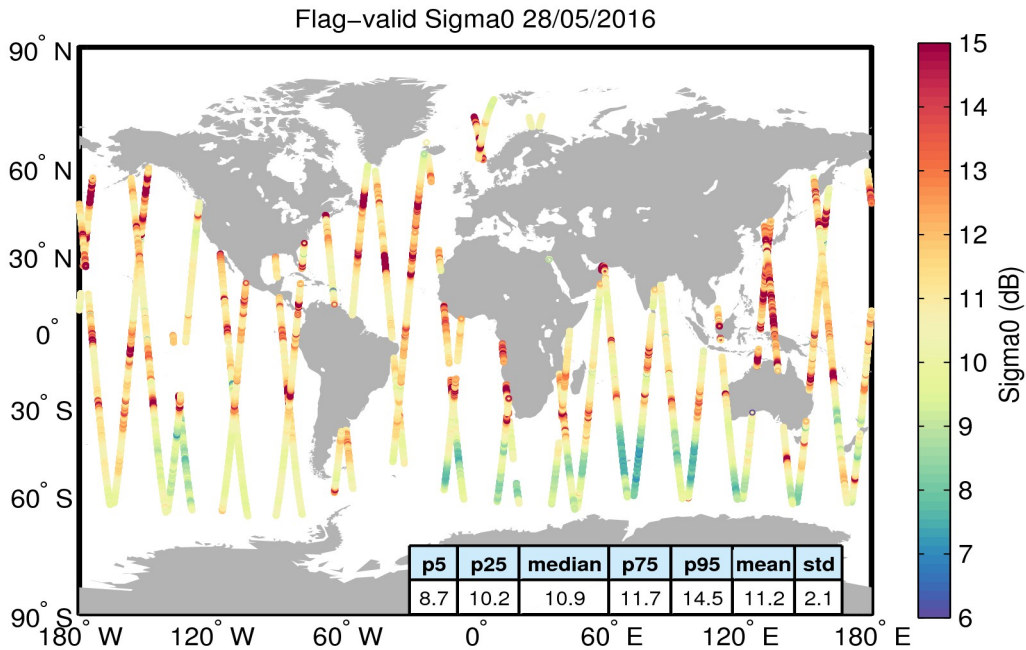 Flag−valid Sigma0 28/05/2016
90° N
60° N
30° N
0°
30° S
60° S
90° S
180° W
120° W
60° W
0°
60° E
120° E
180° E
p5 p25 median p75 p95 mean std
8.7 10.2 10.9 11.7 14.5 11.2 2.1
15
14
13
12
11
10
9
8
7
6
Sigma0 (dB)